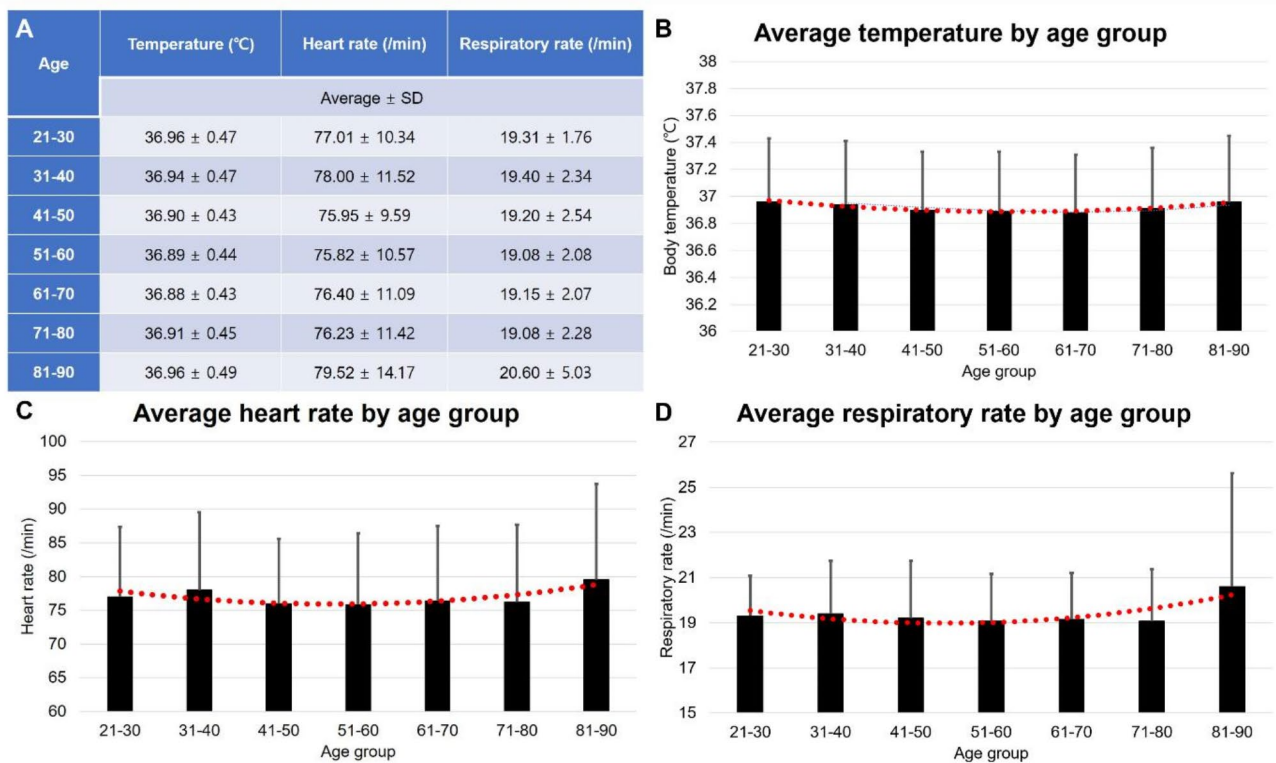 A
Age
Temperature (℃)
Heart rate (/min)
Respiratory rate (/min)
Average ± SD
21-30 36.96 ± 0.47 77.01 ± 10.34 19.31 ± 1.76
31-40 36.94 ± 0.47 78.00 ± 11.52 19.40 ± 2.34
41-50 36.90 ± 0.43 75.95 ± 9.59 19.20 ± 2.54
51-60 36.89 ± 0.44 75.82 ± 10.57 19.08 ± 2.08
61-70 36.88 ± 0.43 76.40 ± 11.09 19.15 ± 2.07
71-80 36.91 ± 0.45 76.23 ± 11.42 19.08 ± 2.28
81-90 36.96 ± 0.49 79.52 ± 14.17 20.60 ± 5.03
B
Average temperature by age group
Body temperature (℃)
38
37.8
37.6
37.4
37.2
37
36.8
36.6
36.4
36.2
36
21-30 31-40 41-50 51-60 61-70 71-80 81-90
Age group
C
Average heart rate by age group
Heart rate (/min)
100
95
90
85
80
75
70
65
60
21-30 31-40 41-50 51-60 61-70 71-80 81-90
Age group
D
Average respiratory rate by age group
Respiratory rate (/min)
27
25
23
21
19
17
15
21-30 31-40 41-50 51-60 61-70 71-80 81-90
Age group